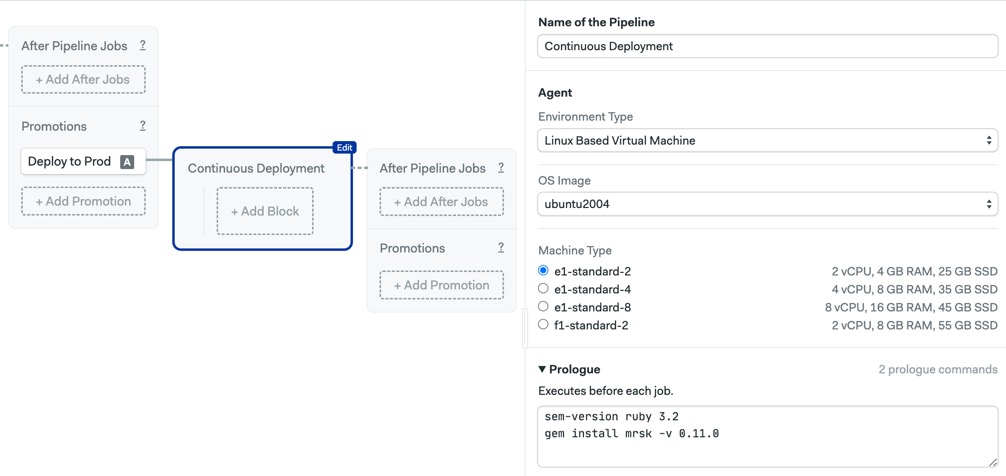 After Pipeline Jobs ?
+ Add After Jobs
Promotions ?
Deploy to Prod A
+ Add Promotion
Edit
Continuous Deployment
+ Add Block
After Pipeline Jobs ?
+ Add After Jobs
Promotions ?
+ Add Promotion
Name of the Pipeline
Continuous Deployment
Agent
Environment Type
Linux Based Virtual Machine
OS Image
ubuntu2004
Machine Type
e1-standard-2 2 vCPU, 4 GB RAM, 25 GB SSD
e1-standard-4 4 vCPU, 8 GB RAM, 35 GB SSD
e1-standard-8 8 vCPU, 16 GB RAM, 45 GB SSD
f1-standard-2 2 vCPU, 8 GB RAM, 55 GB SSD
▼ Prologue 2 prologue commands
Executes before each job.
sem-version ruby 3.2
gem install mrsk -v 0.11.0